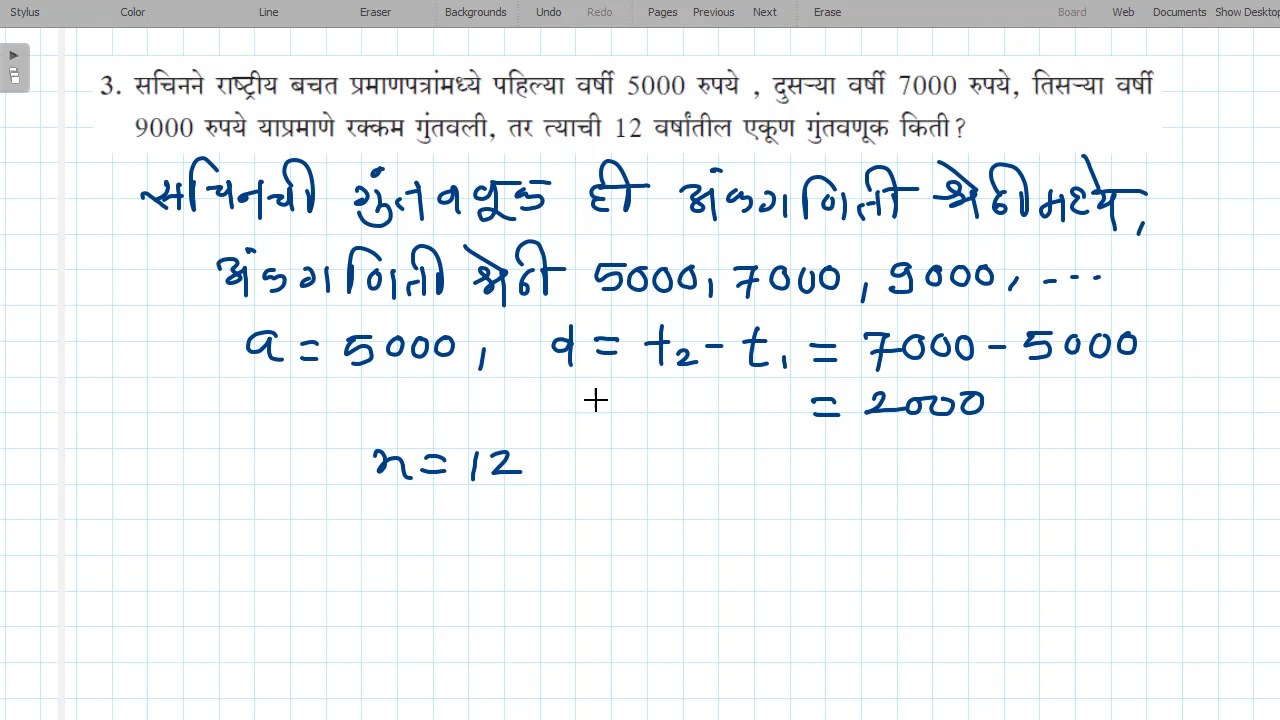 Stylus Color Line Eraser Backgrounds Undo Redo Pages Previous Next Erase Board Web Documents Show Desktop
3. सचिनने राष्ट्रीय बचत प्रमाणपत्रांमध्ये पहिल्या वर्षी 5000 रुपये , दुसऱ्या वर्षी 7000 रुपये, तिसऱ्या वर्षी
9000 रुपये याप्रमाणे रक्कम गुंतवली, तर त्याची 12 वर्षांतील एकूण गुंतवणूक किती?
सचिनची गुंतवणूक ही अंकगणिती श्रेढीमध्ये,
अंकगणिती श्रेढी 5000, 7000, 9000, ...
a = 5000, d = t₂ - t₁ = 7000 - 5000
= 2000
n = 12